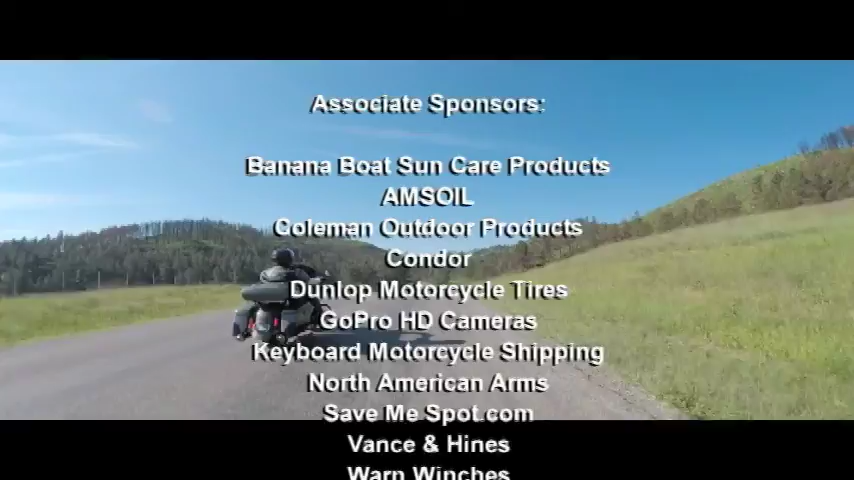 Associate Sponsors:
Banana Boat Sun Care Products
AMSOIL
Coleman Outdoor Products
Condor
Dunlop Motorcycle Tires
GoPro HD Cameras
Keyboard Motorcycle Shipping
North American Arms
Save Me Spot.com
Vance & Hines
Warn Winches